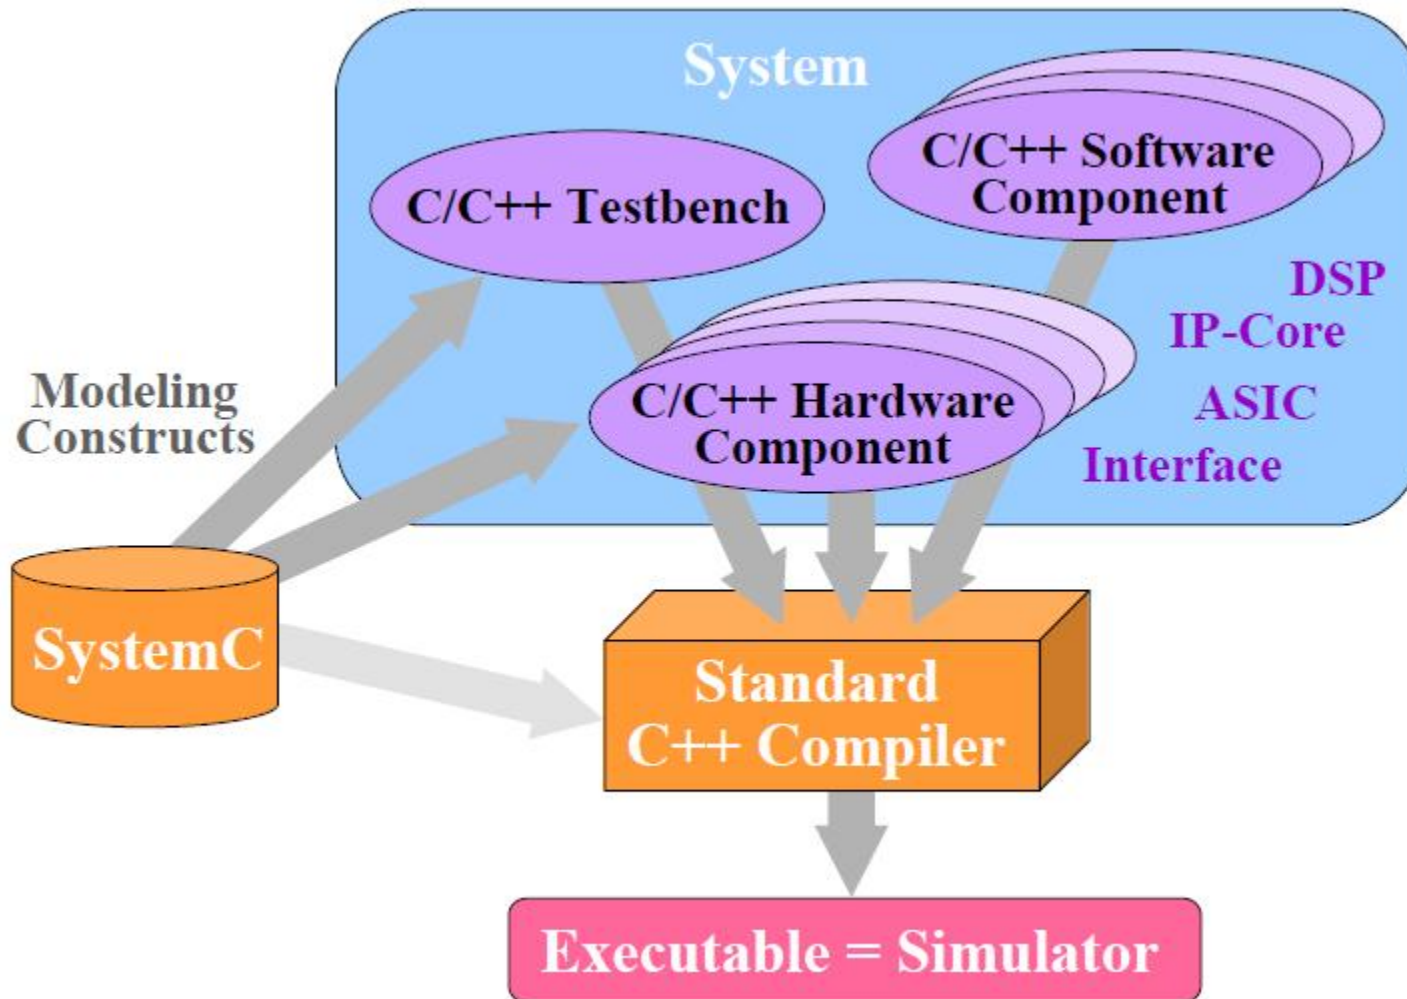 System
C/C++ Software
Component
C/C++ Testbench
DSP
IP-Core
ASIC
Interface
C/C++ Hardware
Component
Modeling
Constructs
SystemC
Standard
C++ Compiler
Executable = Simulator